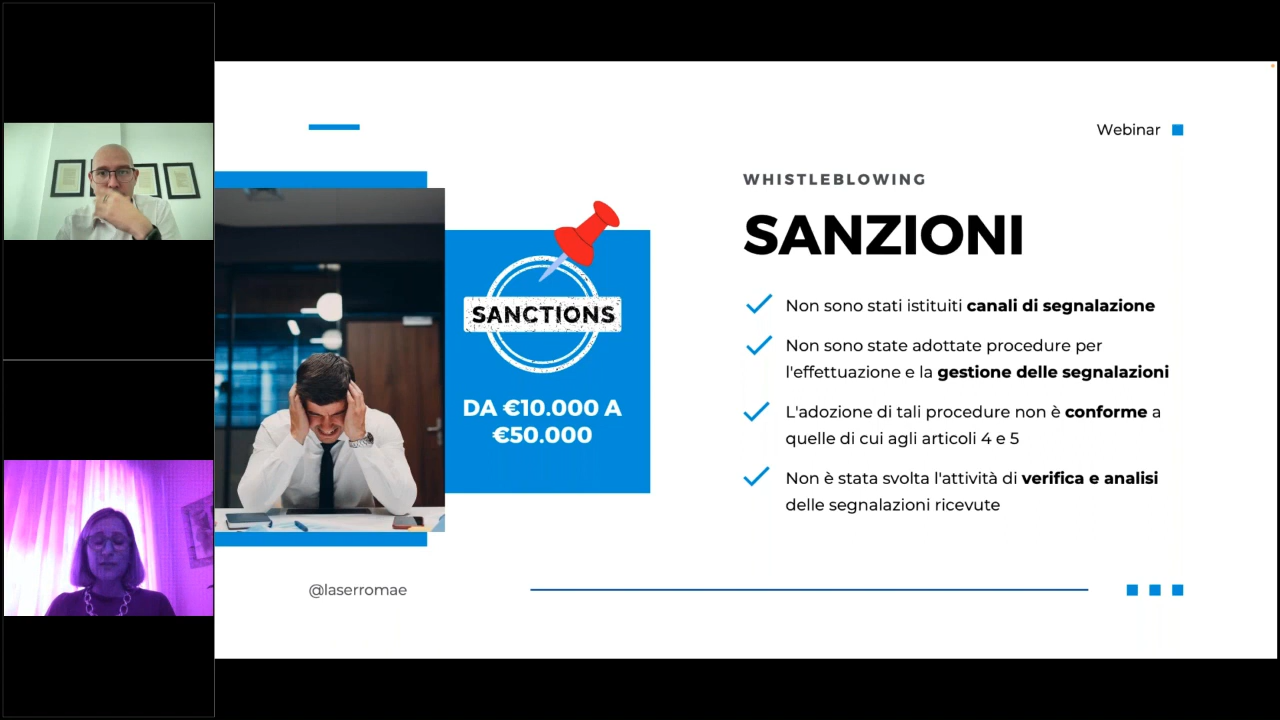 Webinar
WHISTLEBLOWING
SANZIONI
SANCTIONS
DA €10.000 A
€50.000
Non sono stati istituiti canali di segnalazione
Non sono state adottate procedure per
l'effettuazione e la gestione delle segnalazioni
L'adozione di tali procedure non è conforme a
quelle di cui agli articoli 4 e 5
Non è stata svolta l'attività di verifica e analisi
delle segnalazioni ricevute
@laserromae